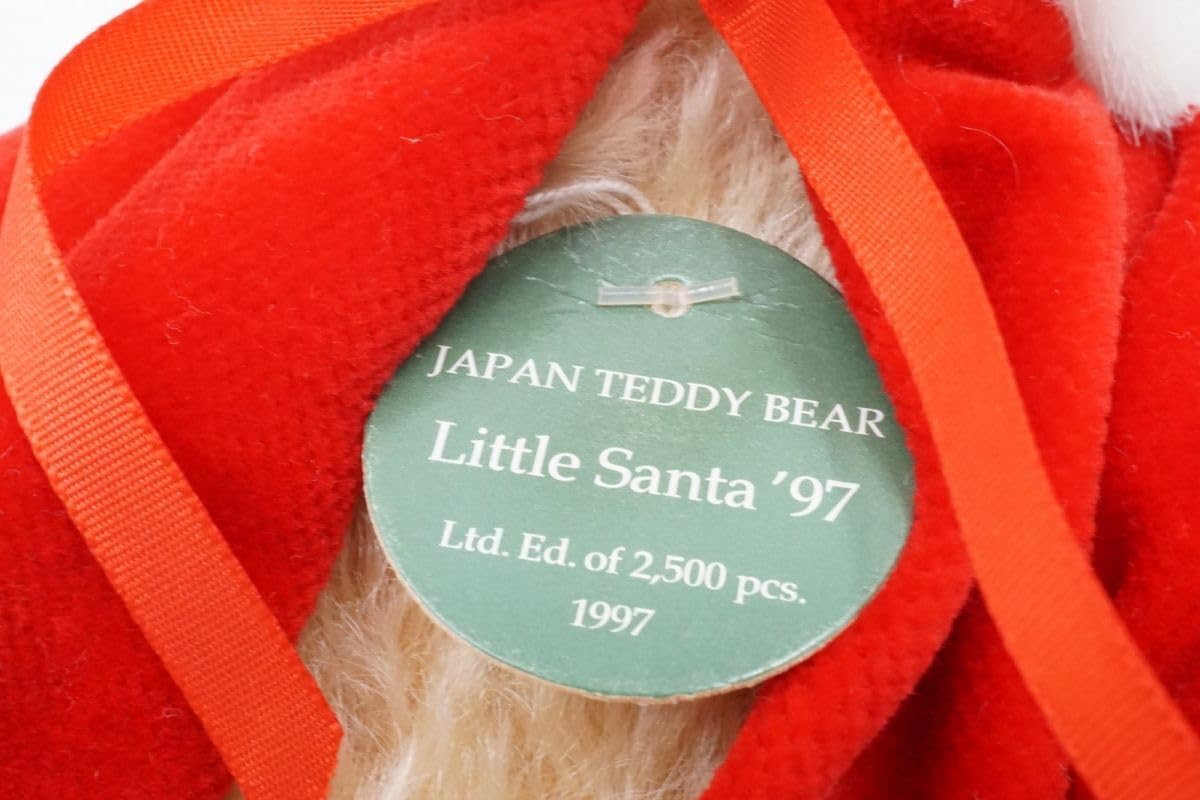 JAPAN TEDDY BEAR
Little Santa ’97
Ltd. Ed. of 2,500 pcs.
1997